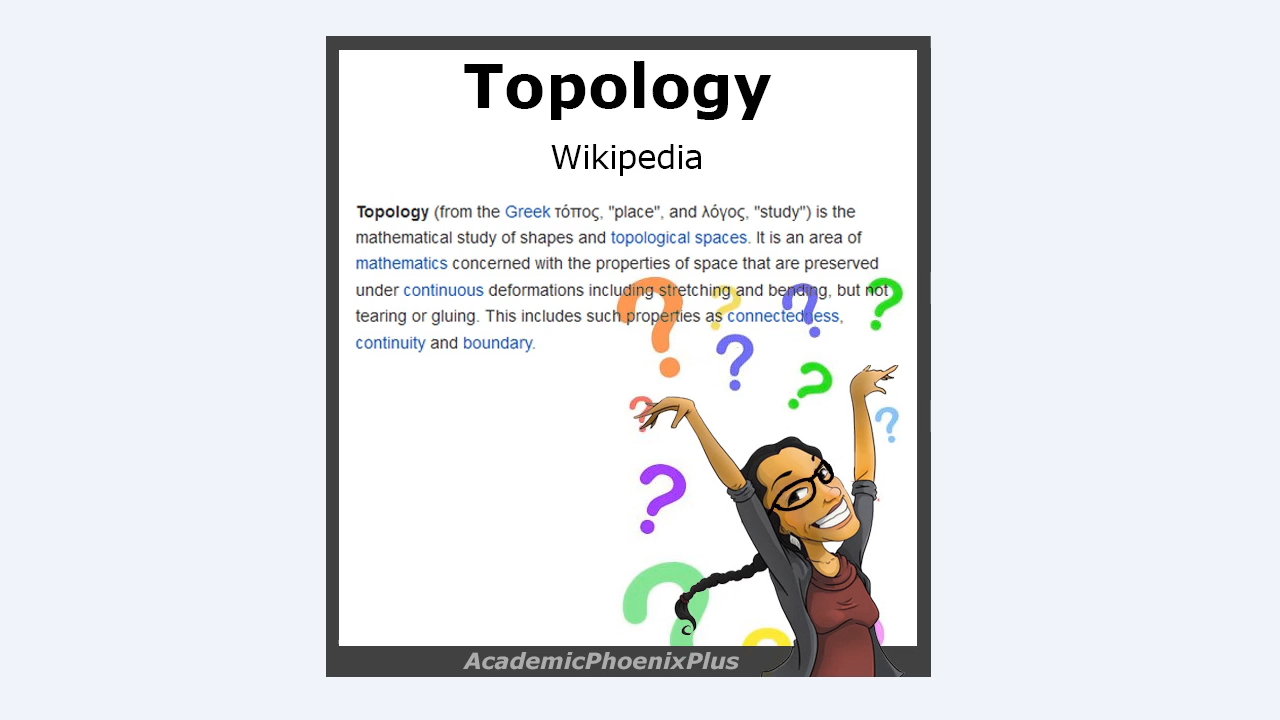 Topology
Wikipedia
Topology (from the Greek τόπος, "place", and λόγος, "study") is the
mathematical study of shapes and topological spaces. It is an area of
mathematics concerned with the properties of space that are preserved
under continuous deformations including stretching and bending, but not
tearing or gluing. This includes such properties as connectedness,
continuity and boundary.
AcademicPhoenixPlus